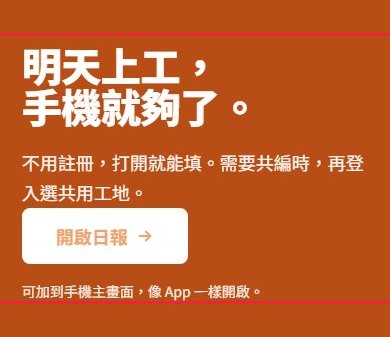 明天上工，
手機就夠了。
不用註冊，打開就能填。需要共編時，再登
入選共用工地。
開啟日報 →
可加到手機主畫面，像 App 一樣開啟。